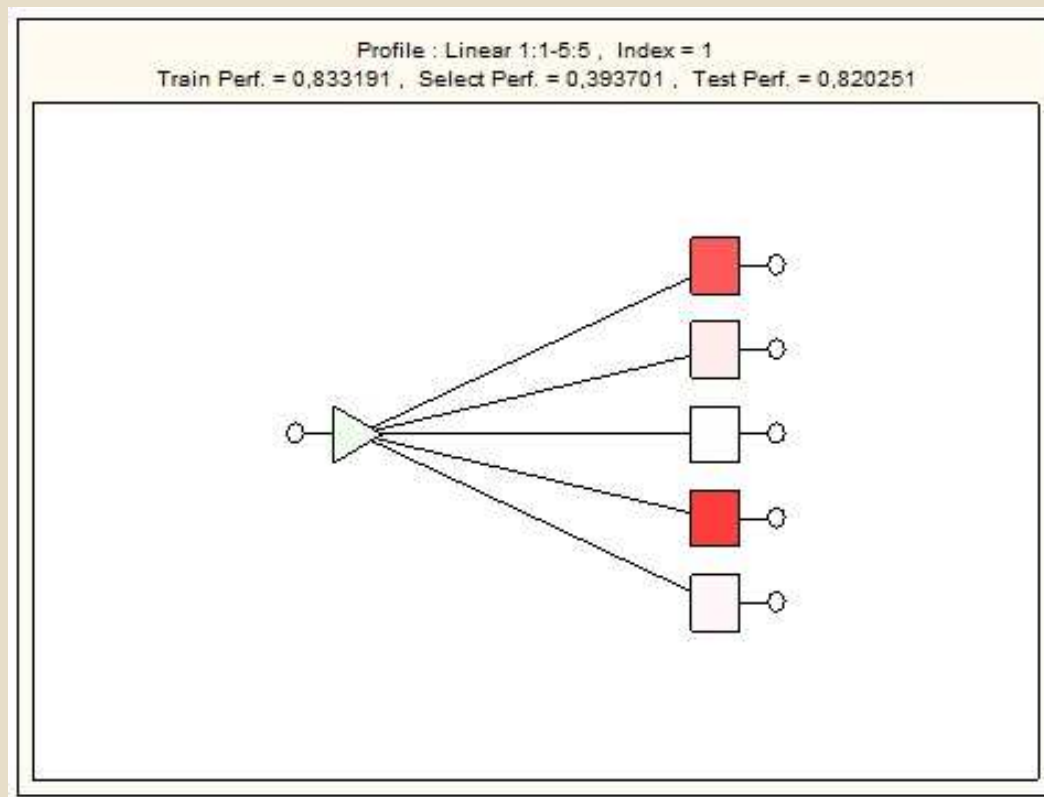 Profile : Linear 1:1-5:5 , Index = 1
Train Perf. = 0,833191 , Select Perf. = 0,393701 , Test Perf. = 0,820251